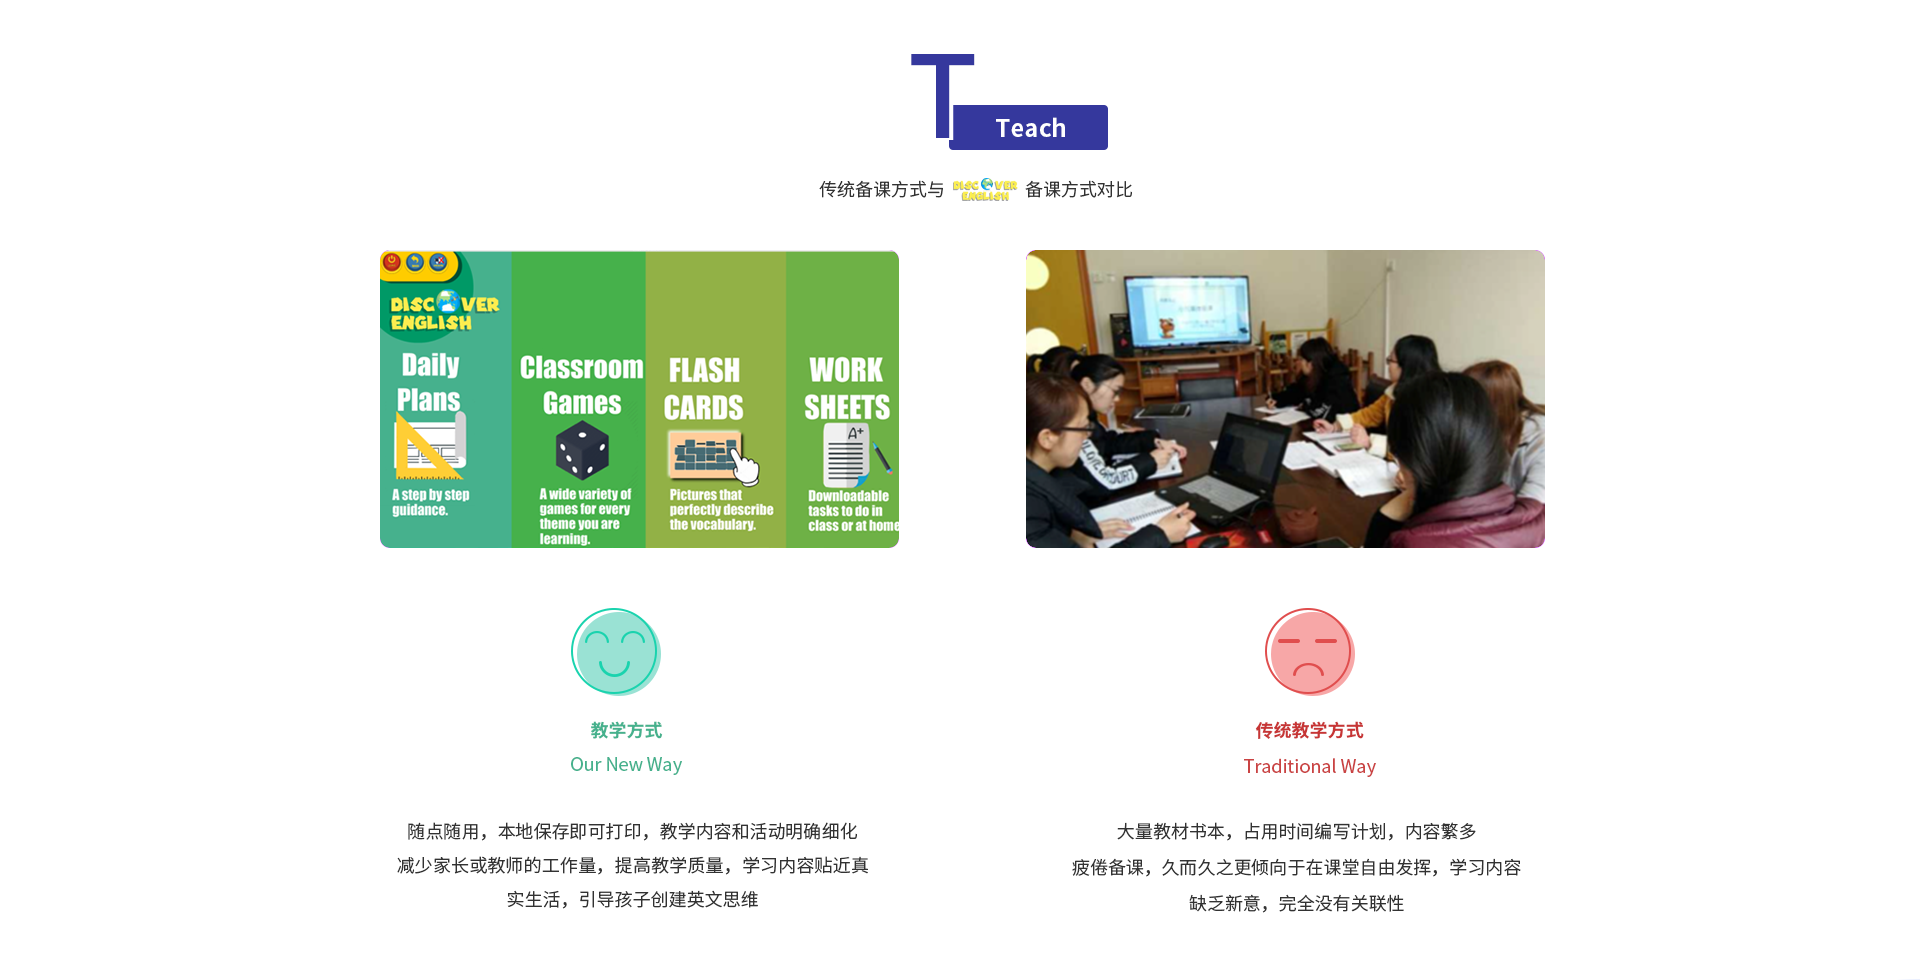 T
Teach
传统备课方式与 DISCOVER ENGLISH 备课方式对比
DISCOVER
ENGLISH
Daily
Plans
A step by step
guidance.
Classroom
Games
A wide variety of
games for every
theme you are
learning.
FLASH
CARDS
Pictures that
perfectly describe
the vocabulary.
WORK
SHEETS
A+
Downloadable
tasks to do in
class or at home
教学方式
Our New Way
随点随用，本地保存即可打印，教学内容和活动明确细化
减少家长或教师的工作量，提高教学质量，学习内容贴近真
实生活，引导孩子创建英文思维
传统教学方式
Traditional Way
大量教材书本，占用时间编写计划，内容繁多
疲倦备课，久而久之更倾向于在课堂自由发挥，学习内容
缺乏新意，完全没有关联性